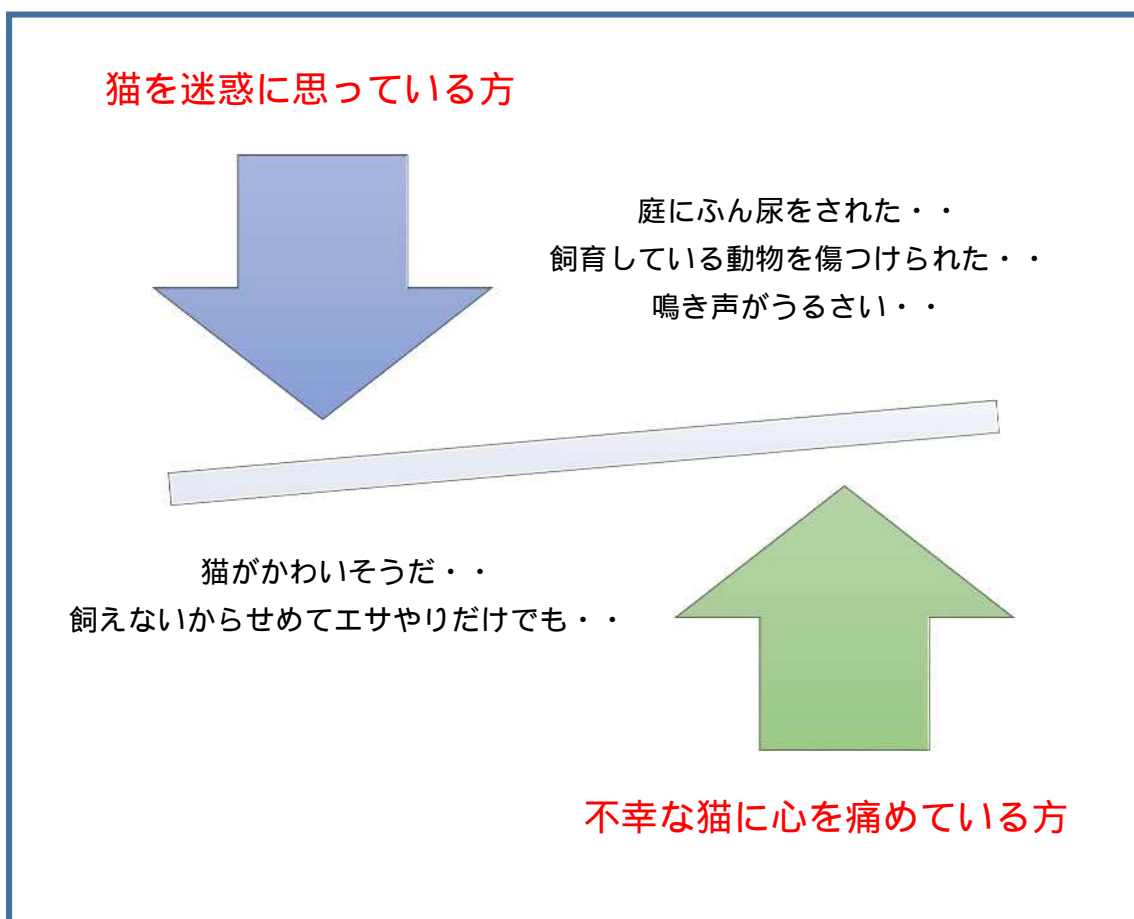 猫を迷惑に思っている方
庭にふん尿をされた・・
飼育している動物を傷つけられた・・
鳴き声がうるさい・・
猫がかわいそうだ・・
飼えないからせめてエサやりだけでも・・
不幸な猫に心を痛めている方